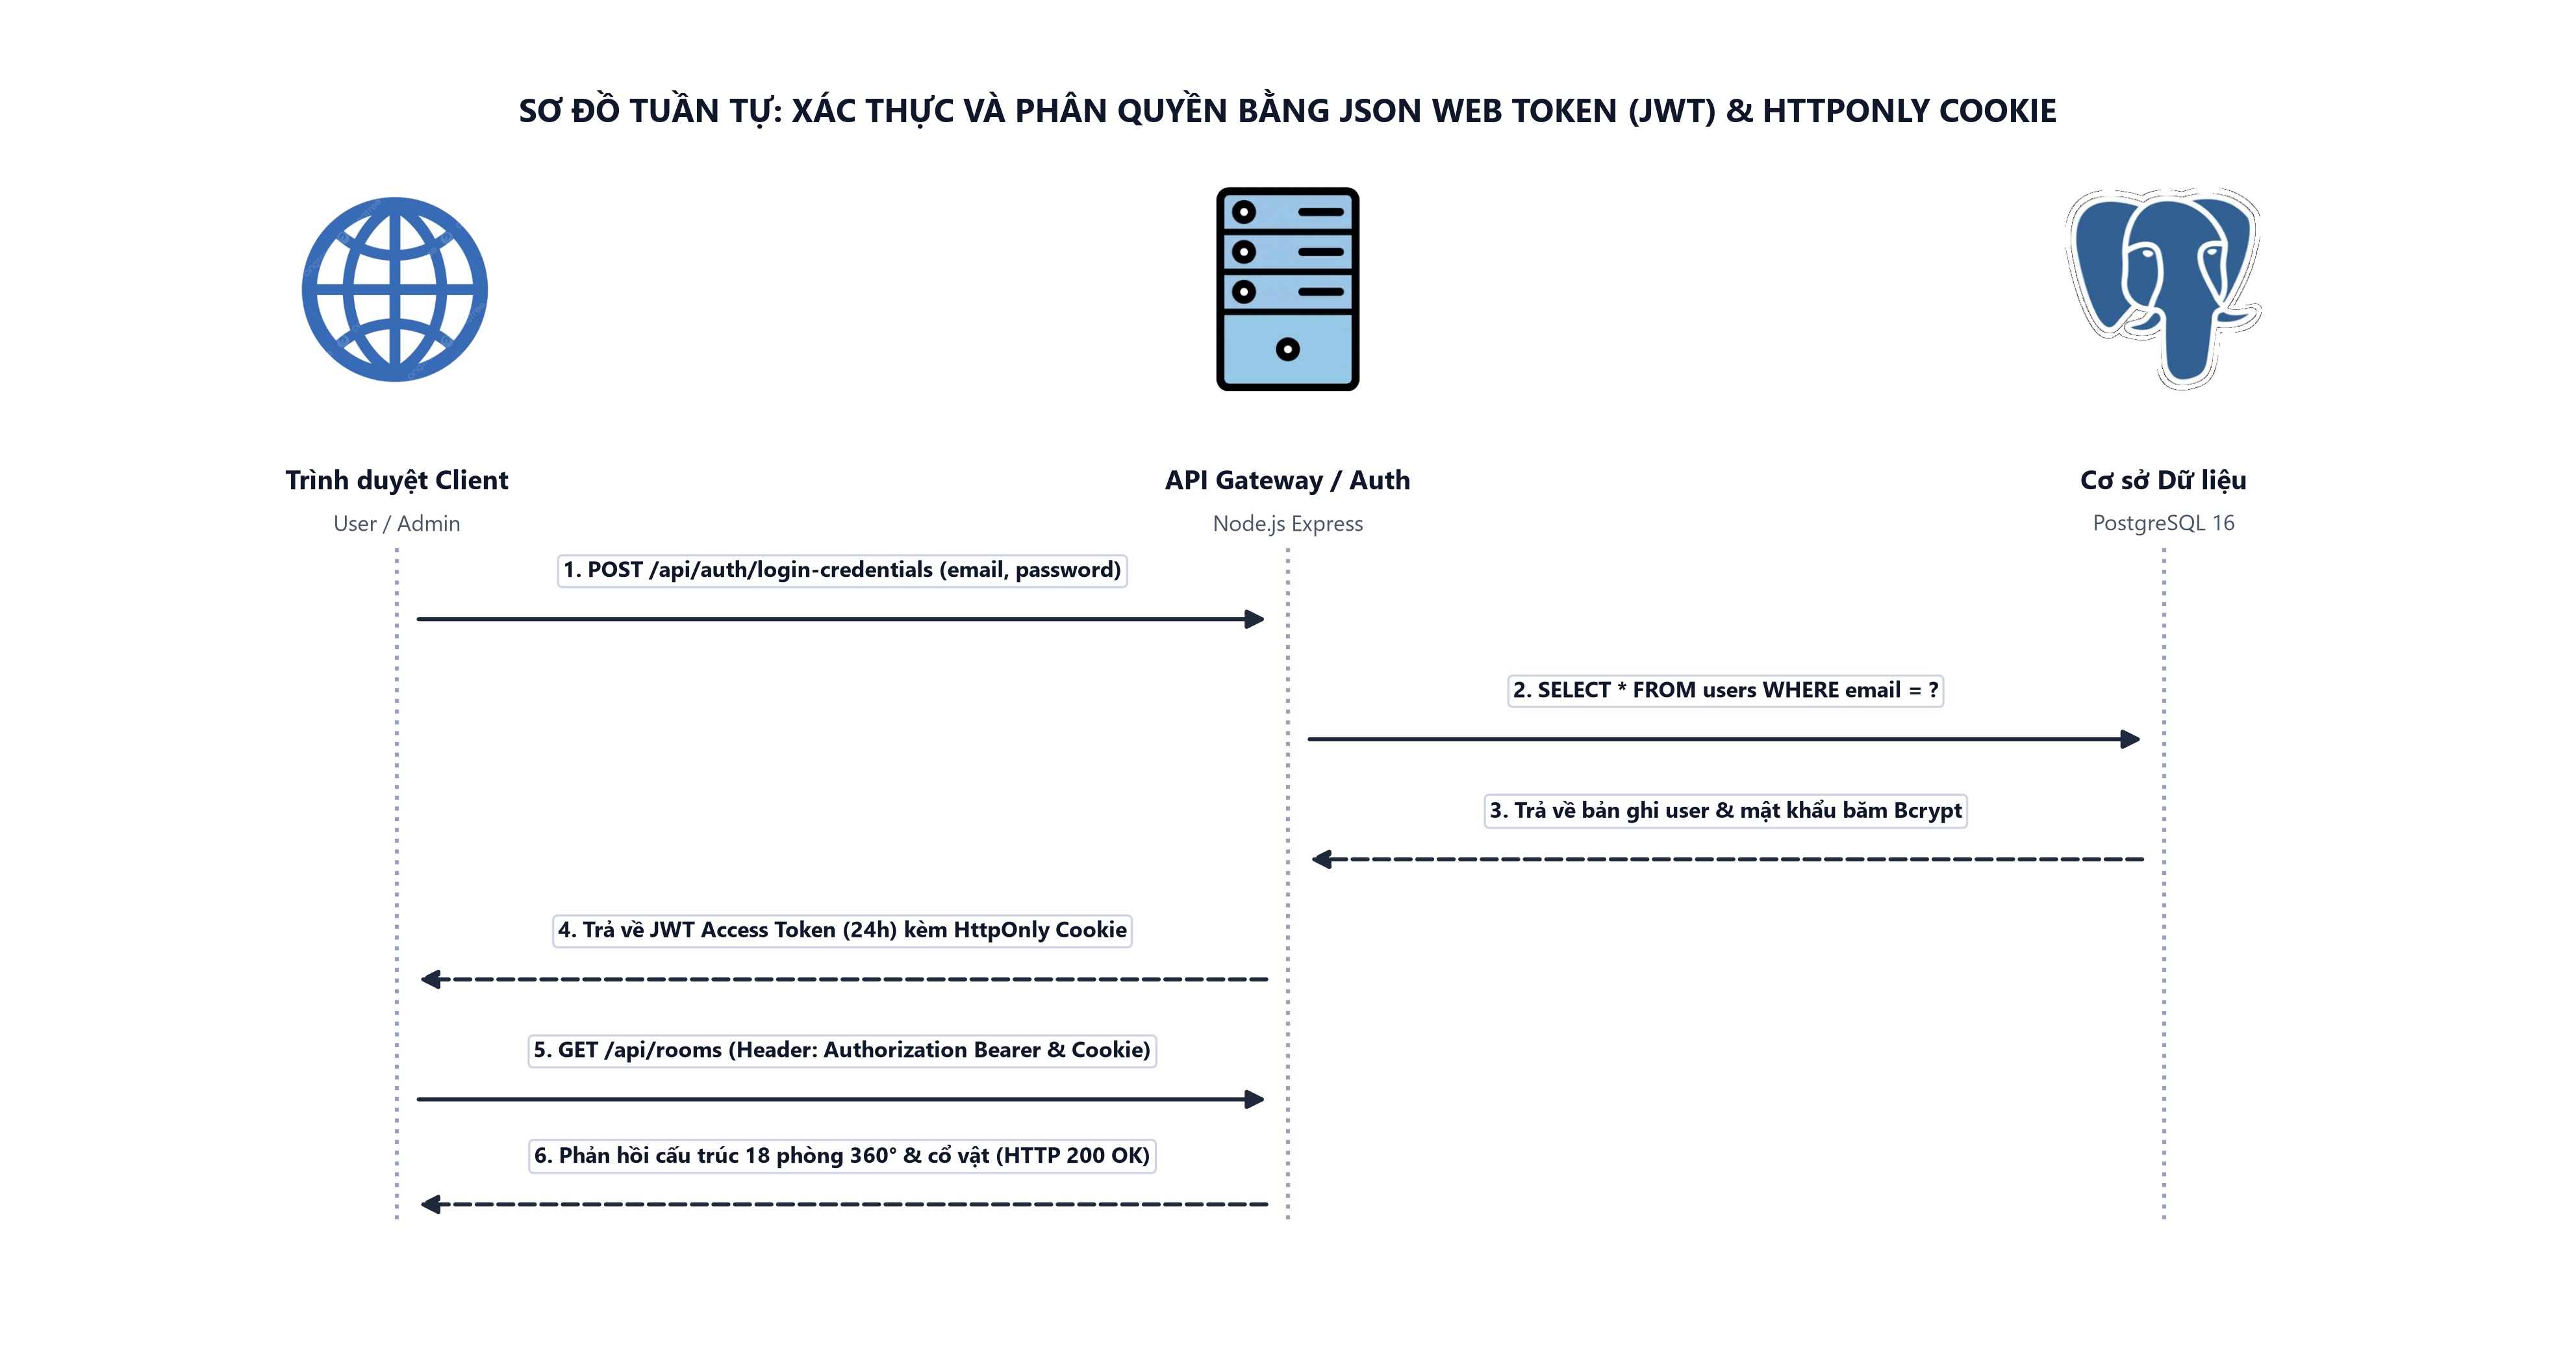 SƠ ĐỒ TUẦN TỰ: XÁC THỰC VÀ PHÂN QUYỀN BẰNG JSON WEB TOKEN (JWT) & HTTPONLY COOKIE
Trình duyệt Client
User / Admin
API Gateway / Auth
Node.js Express
Cơ sở Dữ liệu
PostgreSQL 16
1. POST /api/auth/login-credentials (email, password)
2. SELECT * FROM users WHERE email = ?
3. Trả về bản ghi user & mật khẩu băm Bcrypt
4. Trả về JWT Access Token (24h) kèm HttpOnly Cookie
5. GET /api/rooms (Header: Authorization Bearer & Cookie)
6. Phản hồi cấu trúc 18 phòng 360° & cổ vật (HTTP 200 OK)